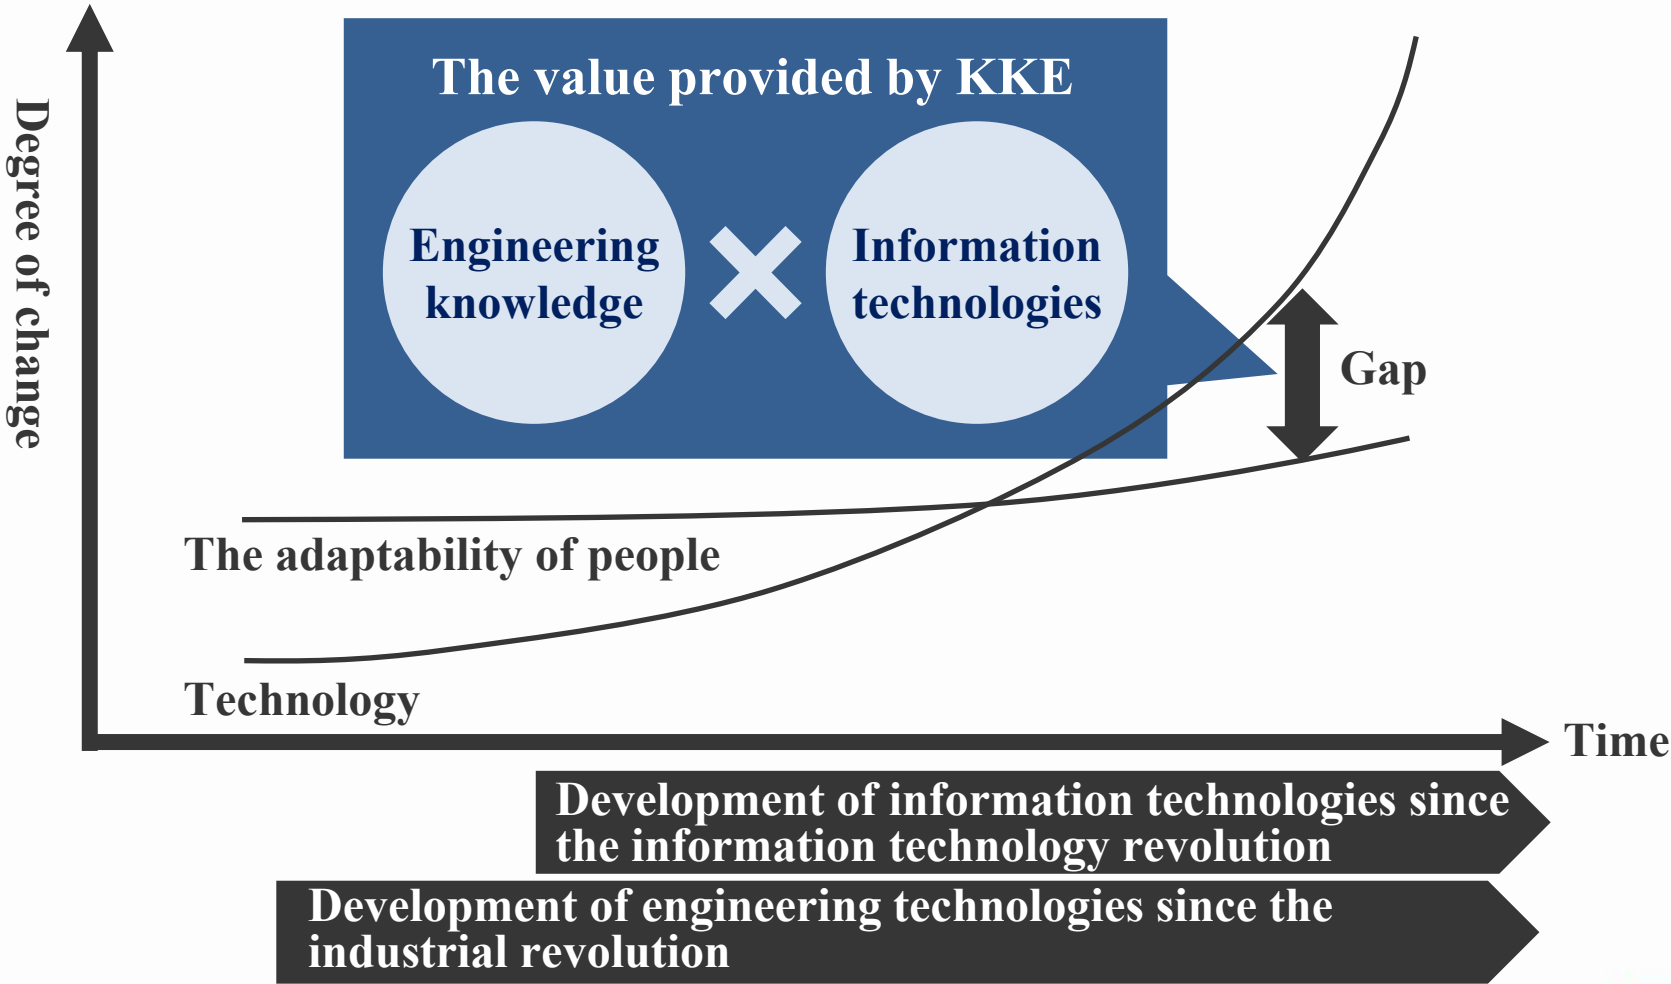 The value provided by KKE
Engineering
knowledge
Information
technologies
Degree of change
Gap
The adaptability of people
Technology
Time
Development of information technologies since
the information technology revolution
Development of engineering technologies since the
industrial revolution